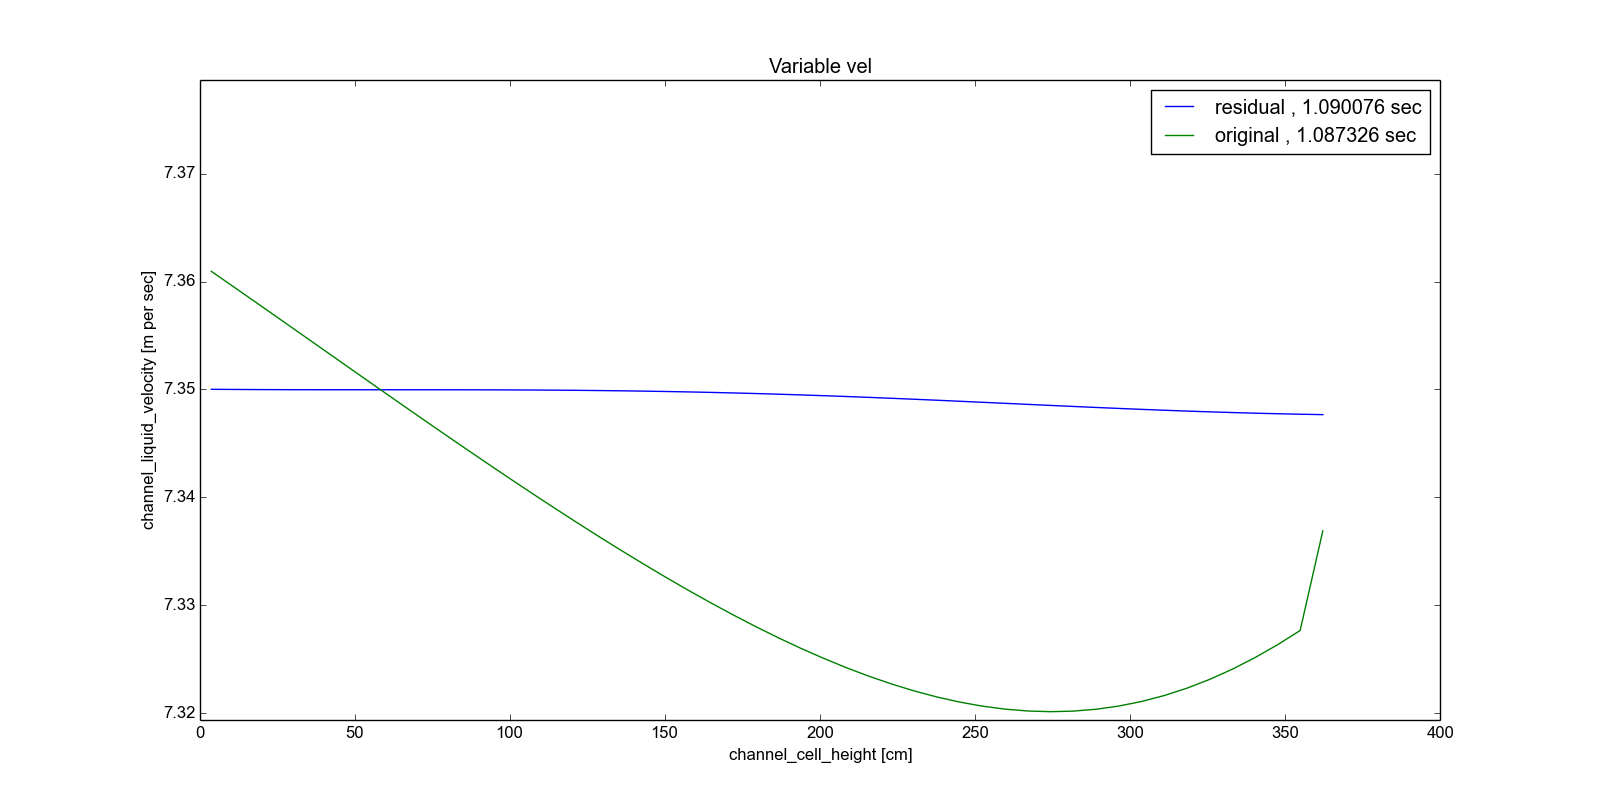 Variable vel
residual , 1.090076 sec
original , 1.087326 sec
channel_liquid_velocity [m per sec]
7.37
7.36
7.35
7.34
7.33
7.32
0 50 100 150 200 250 300 350 400
channel_cell_height [cm]